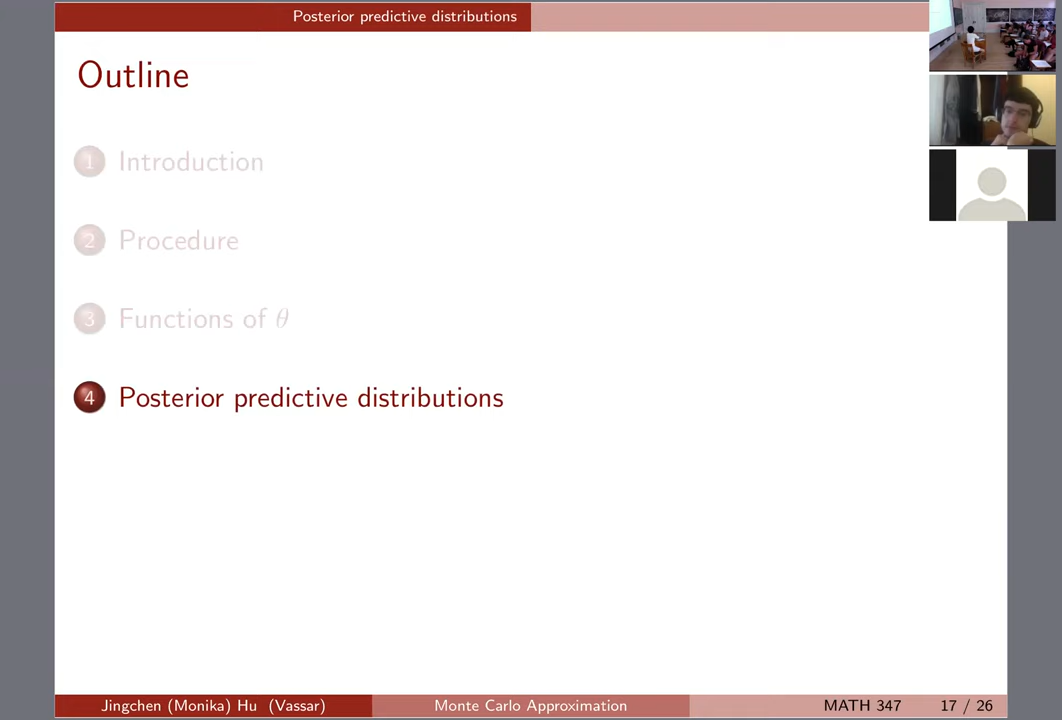 Posterior predictive distributions
Outline
1 Introduction
2 Procedure
3 Functions of θ
4 Posterior predictive distributions
Jingchen (Monika) Hu (Vassar) Monte Carlo Approximation MATH 347 17 / 26